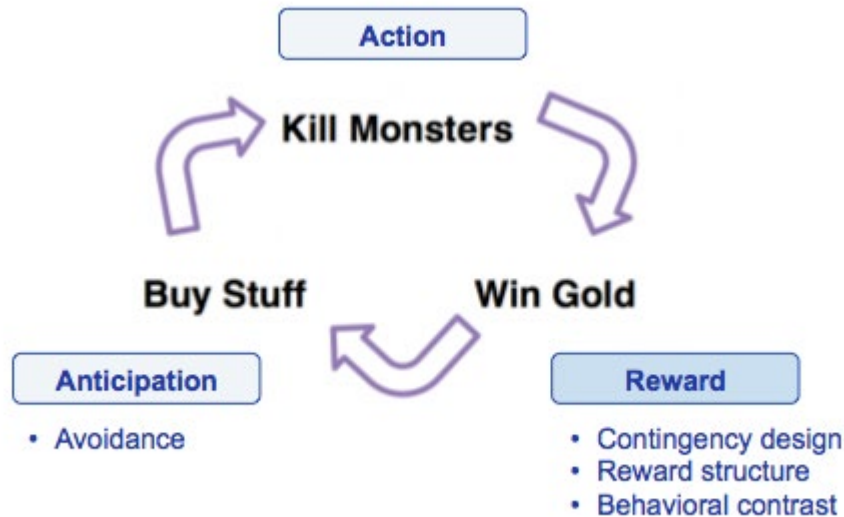 Action
Kill Monsters
Buy Stuff
Win Gold
Anticipation
• Avoidance
Reward
• Contingency design
• Reward structure
• Behavioral contrast